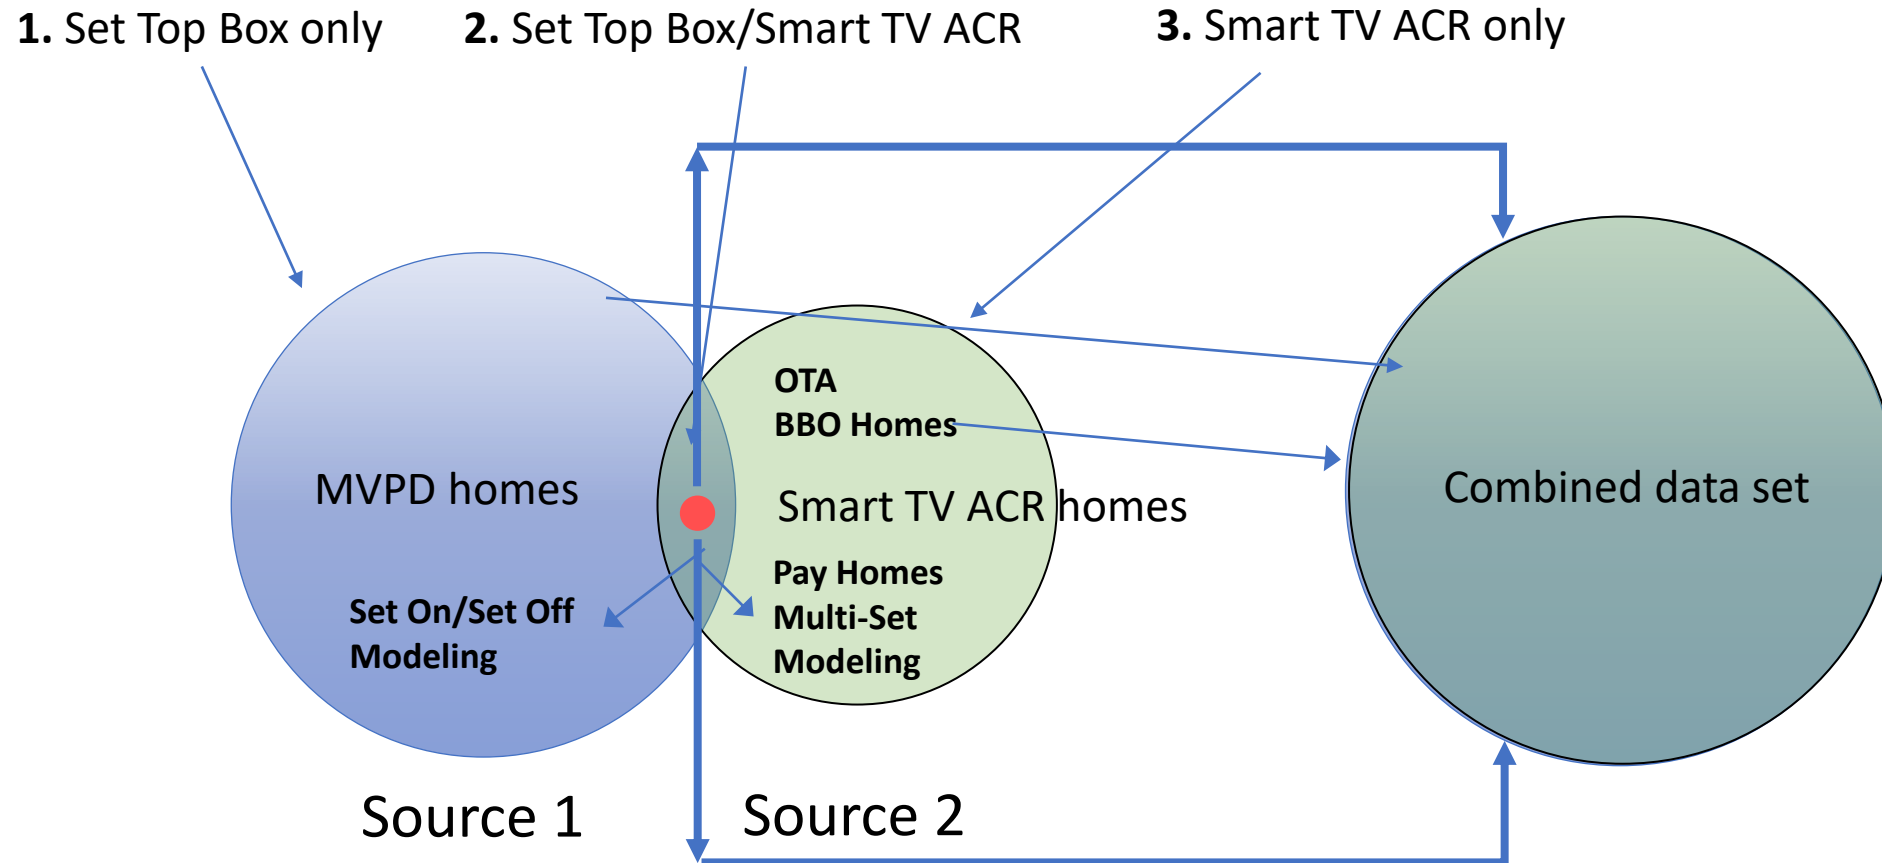 1. Set Top Box only
2. Set Top Box/Smart TV ACR
3. Smart TV ACR only
OTA
BBO Homes
MVPD homes
Smart TV ACR homes
Combined data set
Set On/Set Off
Modeling
Pay Homes
Multi-Set
Modeling
Source 1
Source 2